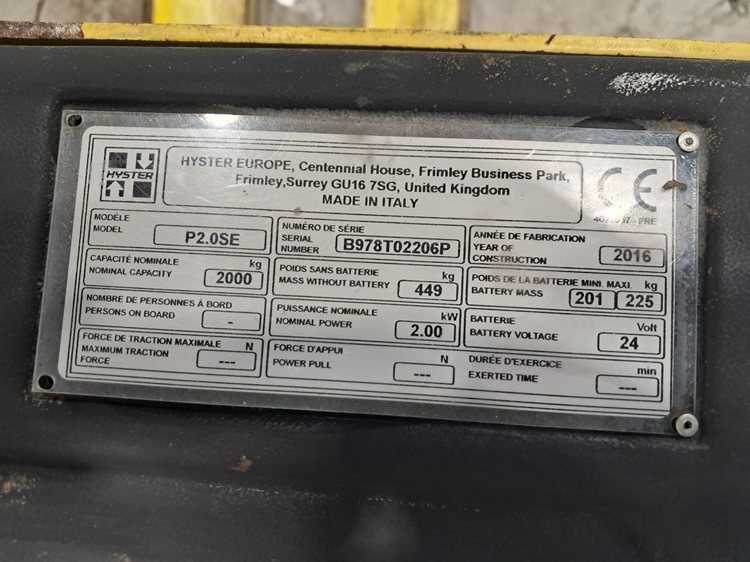 HYSTER
HYSTER EUROPE, Centennial House, Frimley Business Park,
Frimley,Surrey GU16 7SG, United Kingdom
MADE IN ITALY
CE
MODÈLE
MODEL
P2.0SE
NUMÉRO DE SÉRIE
SERIAL
NUMBER
B978T02206P
ANNÉE DE FABRICATION
YEAR OF
CONSTRUCTION
2016
CAPACITÉ NOMINALE
NOMINAL CAPACITY
kg
2000
POIDS SANS BATTERIE
MASS WITHOUT BATTERY
kg
449
POIDS DE LA BATTERIE MINI. MAXI. kg
BATTERY MASS
201 225
NOMBRE DE PERSONNES À BORD
PERSONS ON BOARD
-
PUISSANCE NOMINALE
NOMINAL POWER
kW
2.00
BATTERIE
BATTERY VOLTAGE
Volt
24
FORCE DE TRACTION MAXIMALE N
MAXIMUM TRACTION
FORCE
---
FORCE D'APPUI
POWER PULL
N
---
DURÉE D'EXERCICE
EXERTED TIME
min
---